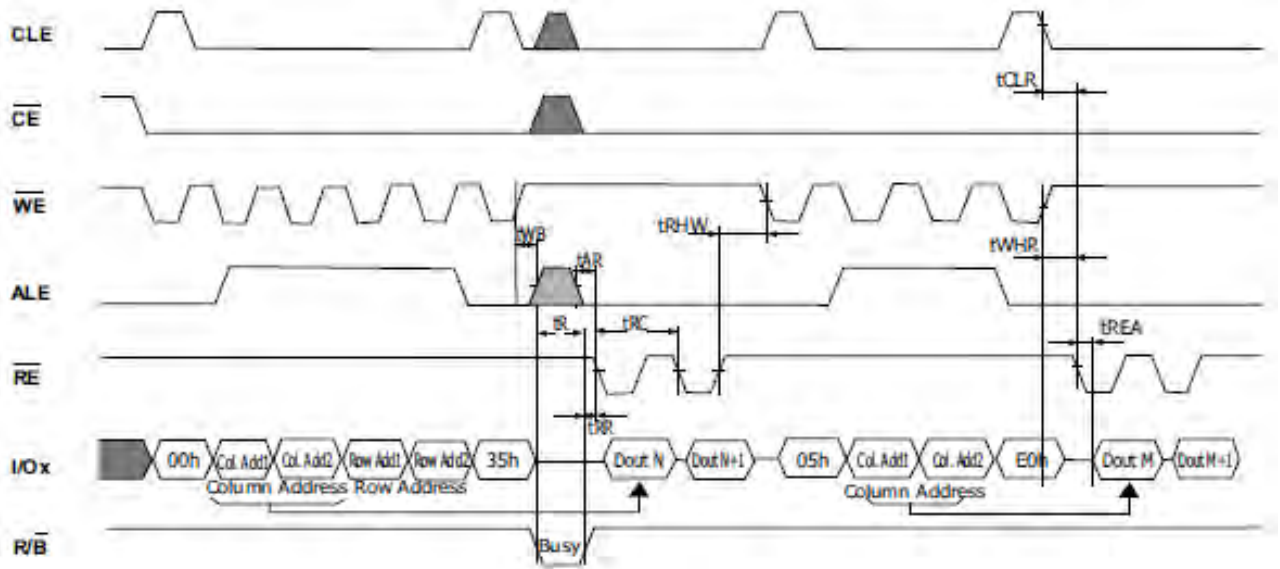 CLE
tCLR
CE
WE
tWB
tRHW
tWHR
tAR
ALE
tR
tRC
tREA
RE
tRR
I/Ox
00h Col. Add1 Col. Add2 Row Add1 Row Add2 35h Dout N Dout N+1 05h Col. Add1 Col. Add2 E0h Dout M Dout M+1
Column Address Row Address Column Address
R/B Busy